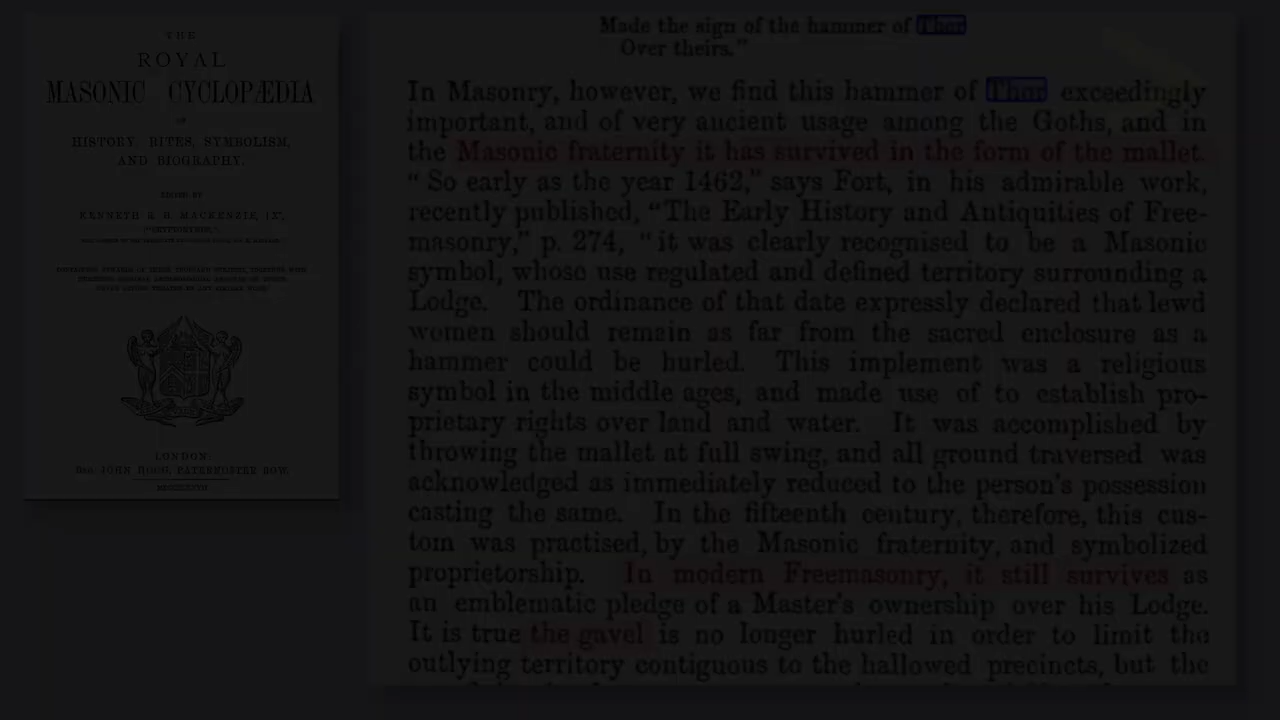 THE
ROYAL
MASONIC CYCLOPÆDIA
OF
HISTORY, RITES, SYMBOLISM,
AND BIOGRAPHY.
EDITED BY
KENNETH R. H. MACKENZIE, IX°,
LONDON:
JOHN HOGG, PATERNOSTER ROW.
Made the sign of the hammer of Thor
Over theirs."
In Masonry, however, we find this hammer of Thor exceedingly
important, and of very ancient usage among the Goths, and in
the Masonic fraternity it has survived in the form of the mallet.
"So early as the year 1462," says Fort, in his admirable work,
recently published, "The Early History and Antiquities of Free-
masonry," p. 274, "it was clearly recognised to be a Masonic
symbol, whose use regulated and defined territory surrounding a
Lodge. The ordinance of that date expressly declared that lewd
women should remain as far from the sacred enclosure as a
hammer could be hurled. This implement was a religious
symbol in the middle ages, and made use of to establish pro-
prietary rights over land and water. It was accomplished by
throwing the mallet at full swing, and all ground traversed was
acknowledged as immediately reduced to the person's possession
casting the same. In the fifteenth century, therefore, this cus-
tom was practised, by the Masonic fraternity, and symbolized
proprietorship. In modern Freemasonry, it still survives as
an emblematic pledge of a Master's ownership over his Lodge.
It is true the gavel is no longer hurled in order to limit the
outlying territory contiguous to the hallowed precincts, but the